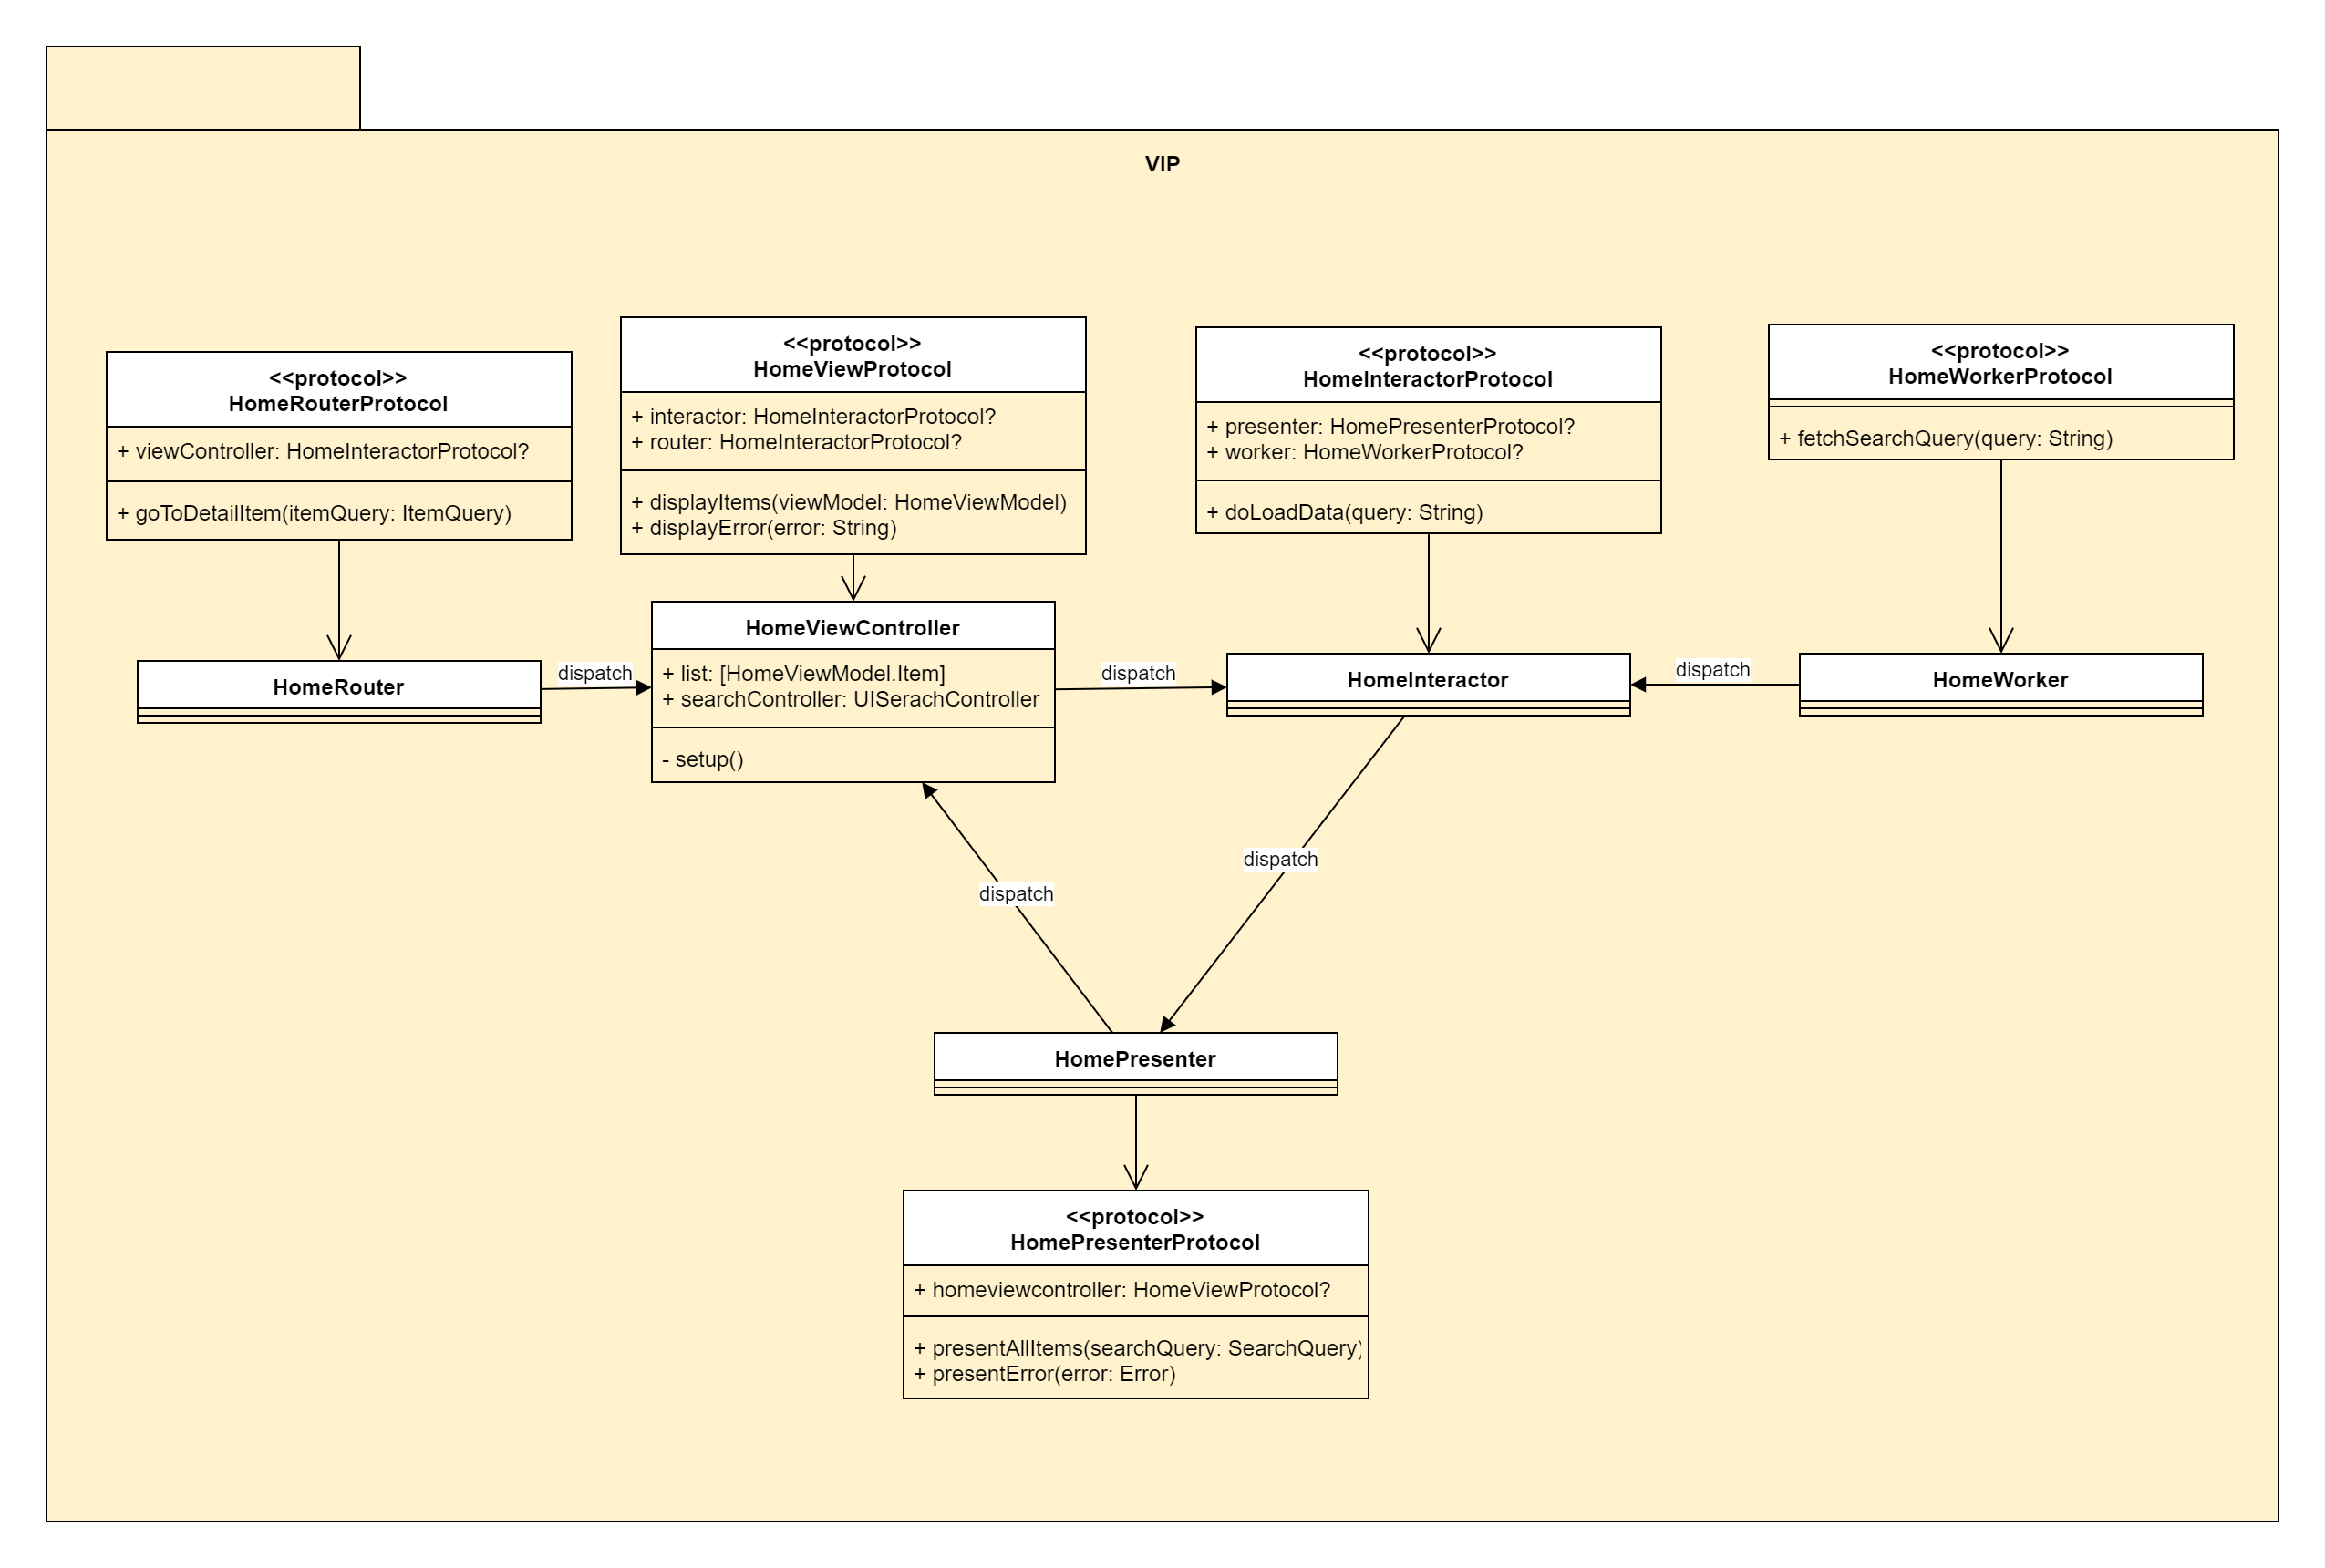 VIP
<<protocol>>
HomeRouterProtocol
+ viewController: HomeInteractorProtocol?
+ goToDetailItem(itemQuery: ItemQuery)
<<protocol>>
HomeViewProtocol
+ interactor: HomeInteractorProtocol?
+ router: HomeInteractorProtocol?
+ displayItems(viewModel: HomeViewModel)
+ displayError(error: String)
<<protocol>>
HomeInteractorProtocol
+ presenter: HomePresenterProtocol?
+ worker: HomeWorkerProtocol?
+ doLoadData(query: String)
<<protocol>>
HomeWorkerProtocol
+ fetchSearchQuery(query: String)
HomeRouter
dispatch
HomeViewController
+ list: [HomeViewModel.Item]
+ searchController: UISerachController
- setup()
dispatch
HomeInteractor
dispatch
HomeWorker
dispatch
dispatch
HomePresenter
<<protocol>>
HomePresenterProtocol
+ homeviewcontroller: HomeViewProtocol?
+ presentAllItems(searchQuery: SearchQuery)
+ presentError(error: Error)